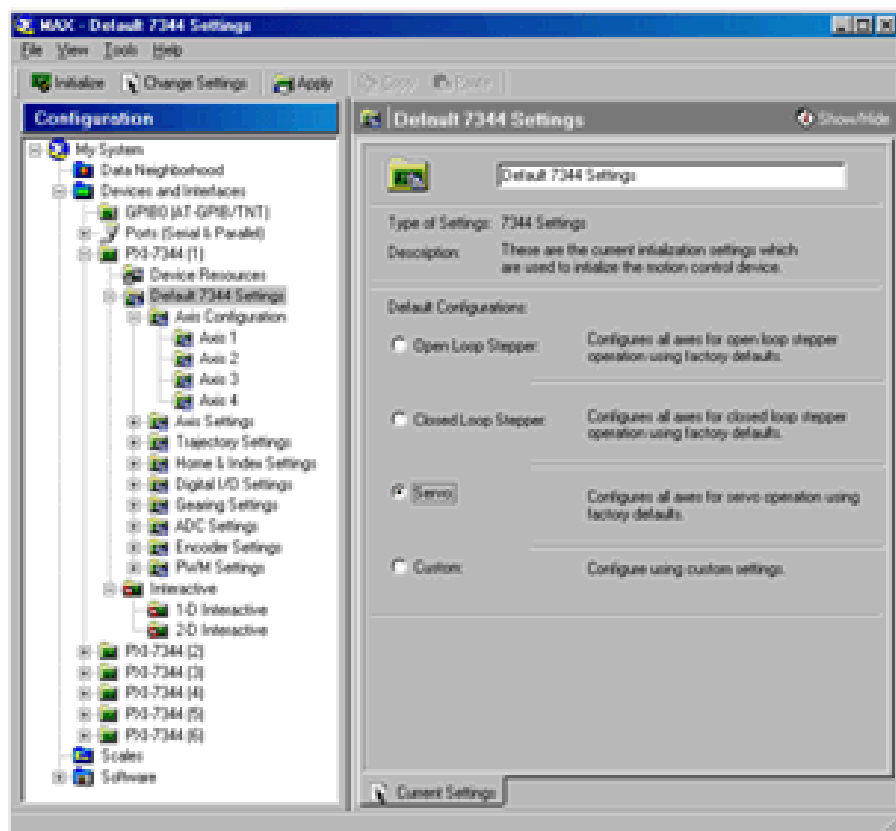 MAX - Default 7344 Settings
File View Tools Help
Initialize Change Settings Apply Copy Paste
Configuration
My System
Data Neighborhood
Devices and Interfaces
GPIB0 (AT-GPIB/TNT)
Ports (Serial & Parallel)
PXI-7344 (1)
Device Resources
Default 7344 Settings
Axis Configuration
Axis 1
Axis 2
Axis 3
Axis 4
Axis Settings
Trajectory Settings
Home & Index Settings
Digital I/O Settings
Gearing Settings
ADC Settings
Encoder Settings
PWM Settings
Interactive
1-D Interactive
2-D Interactive
PXI-7344 (2)
PXI-7344 (3)
PXI-7344 (4)
PXI-7344 (5)
PXI-7344 (6)
Scales
Software
Default 7344 Settings Show/Hide
Default 7344 Settings
Type of Settings: 7344 Settings
Description: These are the current intialization settings which
are used to intialize the motion control device.
Default Configurations:
Open Loop Stepper: Configures all axes for open loop stepper
operation using factory defaults.
Closed Loop Stepper: Configures all axes for closed loop stepper
operation using factory defaults.
Servo: Configures all axes for servo operation using
factory defaults.
Custom: Configure using custom settings.
Current Settings